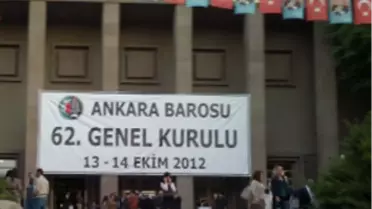 ANKARA BAROSU
62. GENEL KURULU
13 - 14 EKİM 2012